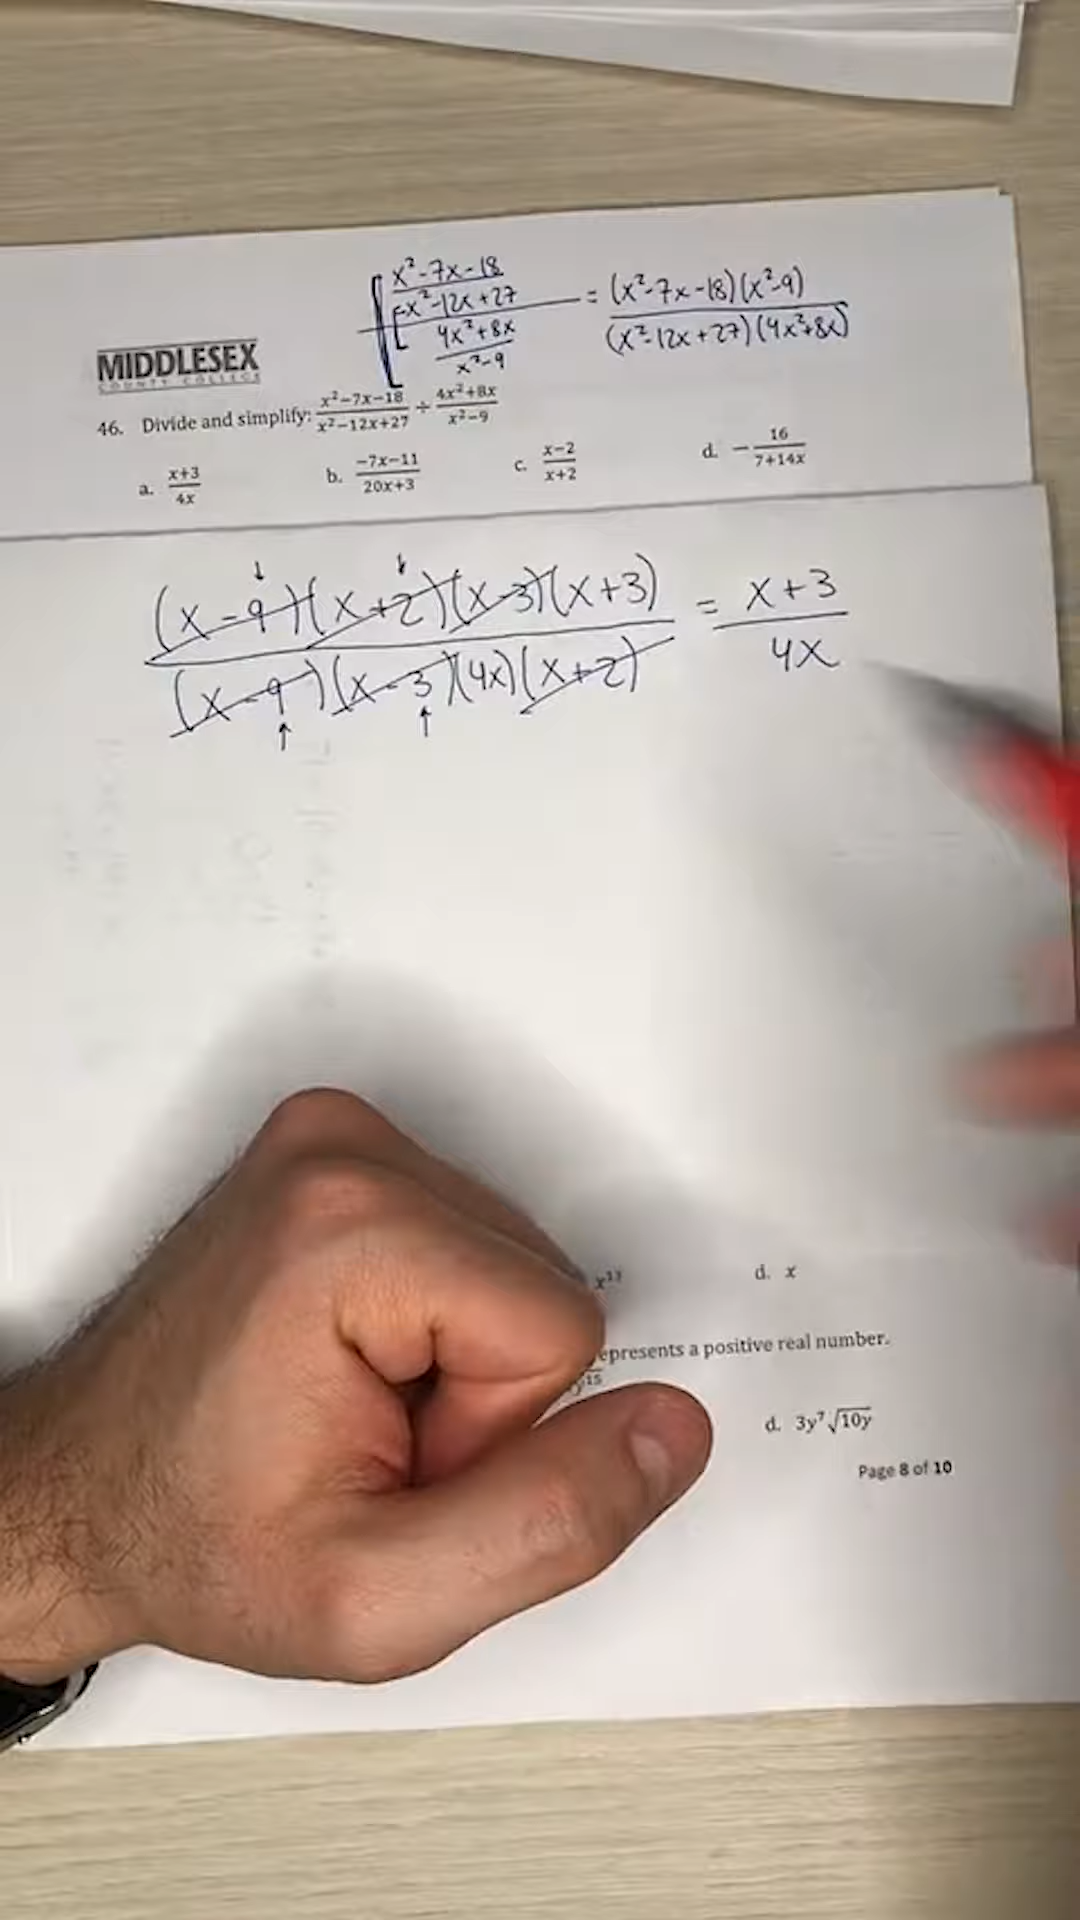 x²-7x-18
x²-12x+27
4x²+8x
x²-9
= (x²-7x-18)(x²-9)
(x²-12x+27)(4x²+8x)
MIDDLESEX
COUNTY COLLEGE
46. Divide and simplify: x²−7x−18/x²−12x+27 ÷ 4x²+8x/x²−9
a. x+3/4x b. −7x−11/20x+3 c. x−2/x+2 d. −16/7+14x
(x-9)(x+2)(x-3)(x+3) = x+3
(x-9)(x-3)(4x)(x+2) 4x
x¹³ d. x
represents a positive real number.
y¹⁵
d. 3y⁷√10y
Page 8 of 10